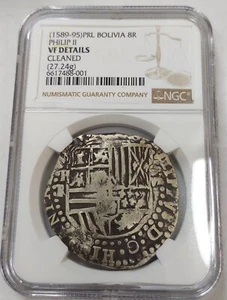 (1589-95)PRL BOLIVIA 8R
PHILIP II
VF DETAILS
CLEANED
(27.24g)
6617488-001
NGC
NUMISMATIC GUARANTY COMPANY